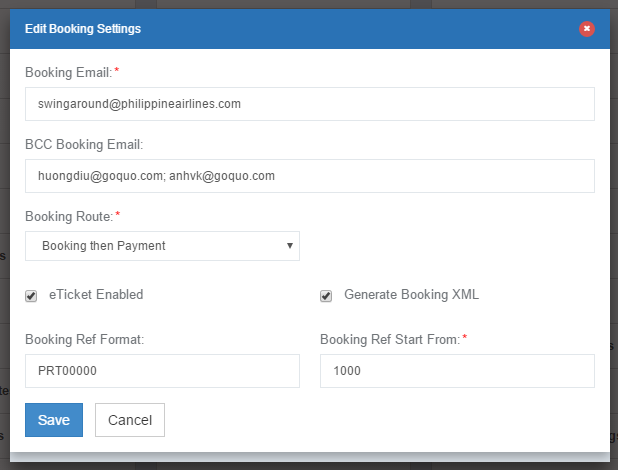 Edit Booking Settings
Booking Email:*
swingaround@philippineairlines.com
BCC Booking Email:
huongdiu@goquo.com; anhvk@goquo.com
Booking Route:*
Booking then Payment
eTicket Enabled
Generate Booking XML
Booking Ref Format:
Booking Ref Start From:*
PRT00000
1000
Save
Cancel